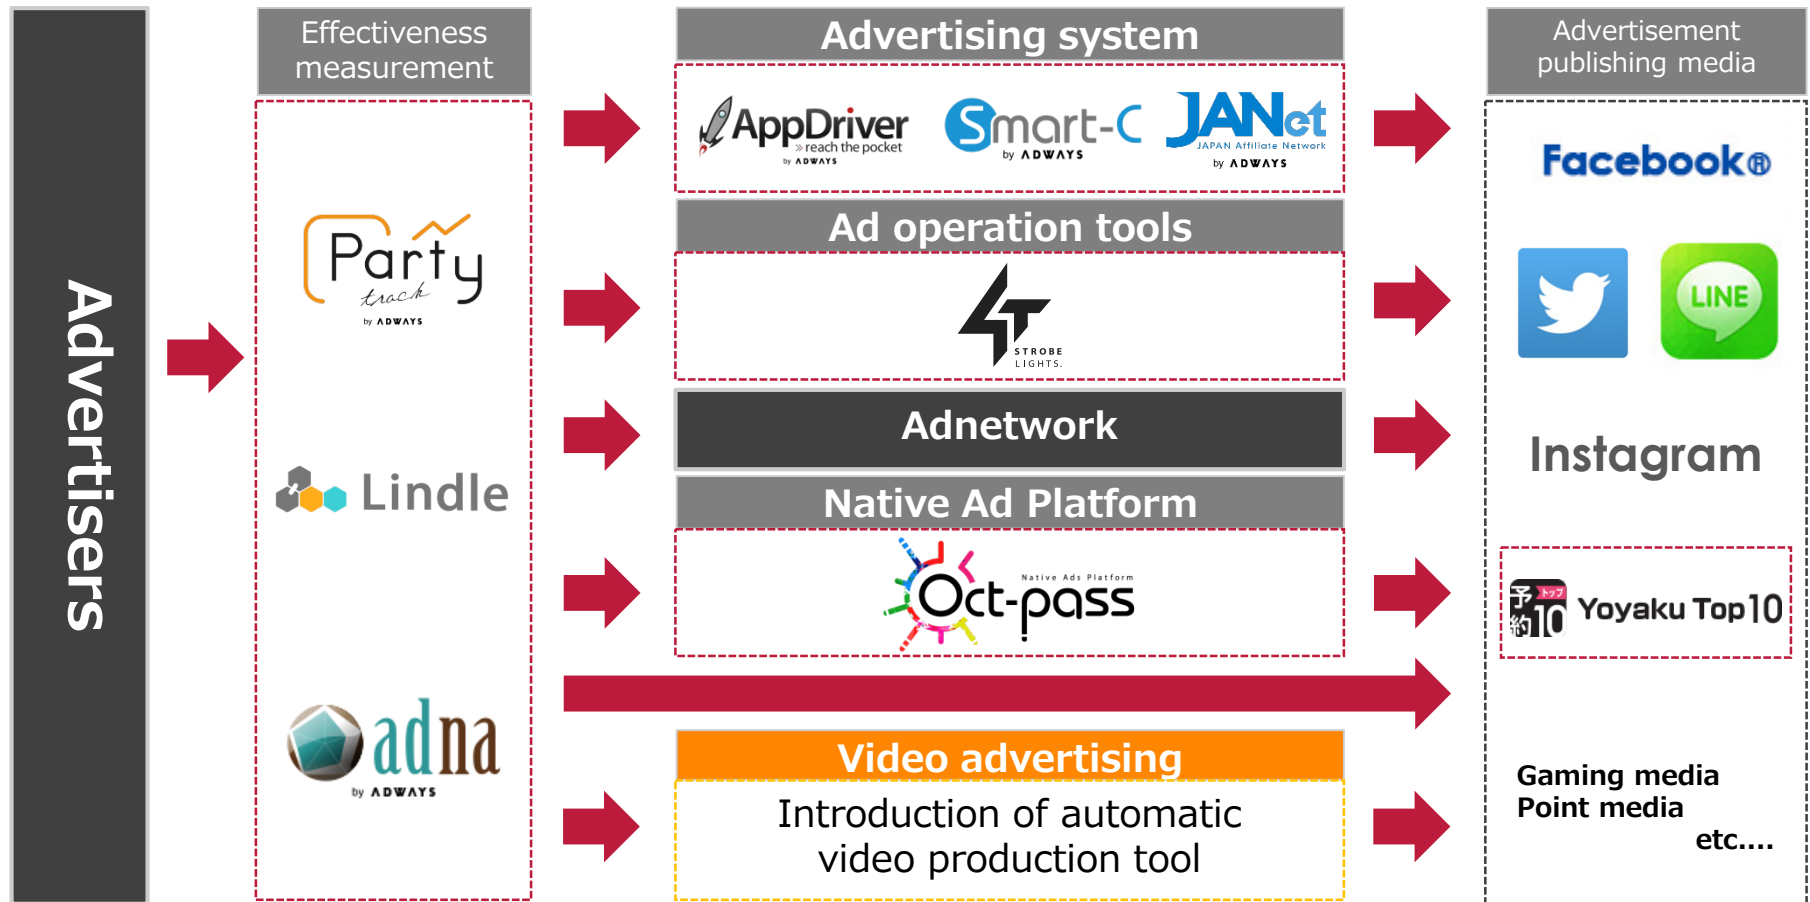 Advertisers
Effectiveness
measurement
Party
track
by ADWAYS
Lindle
adna
by ADWAYS
Advertising system
AppDriver
» reach the pocket
by ADWAYS
Smart-C
by ADWAYS
JANet
JAPAN Affiliate Network
by ADWAYS
Ad operation tools
STROBE
LIGHTS.
Adnetwork
Native Ad Platform
Native Ads Platform
Oct-pass
Video advertising
Introduction of automatic
video production tool
Advertisement
publishing media
Facebook®
LINE
Instagram
予約
トップ
10
Yoyaku Top10
Gaming media
Point media
etc....